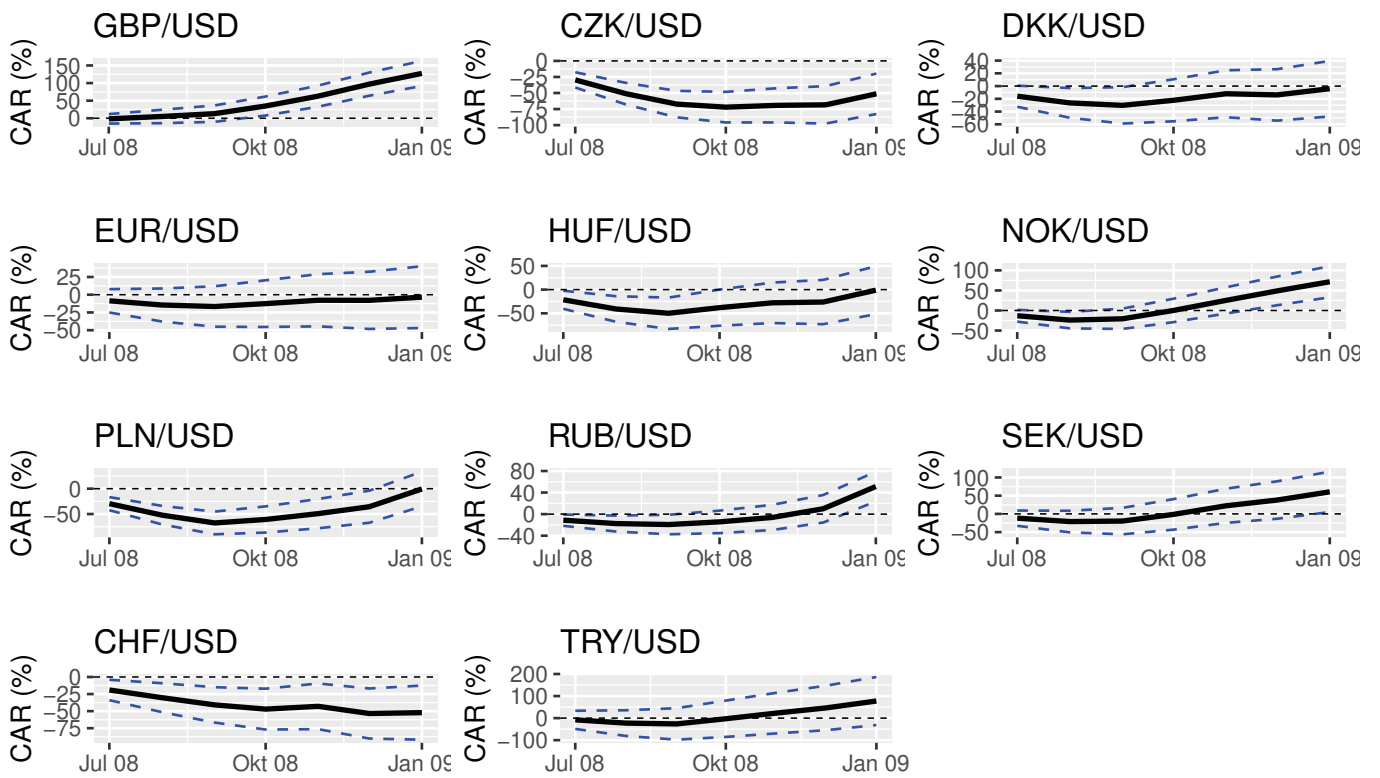 GBP/USD
CAR (%)
150
100
50
0
Jul 08 Okt 08 Jan 09
CZK/USD
CAR (%)
0
−25
−50
−75
−100
Jul 08 Okt 08 Jan 09
DKK/USD
CAR (%)
40
20
0
−20
−40
−60
Jul 08 Okt 08 Jan 09
EUR/USD
CAR (%)
25
0
−25
−50
Jul 08 Okt 08 Jan 09
HUF/USD
CAR (%)
50
0
−50
Jul 08 Okt 08 Jan 09
NOK/USD
CAR (%)
100
50
0
−50
Jul 08 Okt 08 Jan 09
PLN/USD
CAR (%)
0
−50
Jul 08 Okt 08 Jan 09
RUB/USD
CAR (%)
80
40
0
−40
Jul 08 Okt 08 Jan 09
SEK/USD
CAR (%)
100
50
0
−50
Jul 08 Okt 08 Jan 09
CHF/USD
CAR (%)
0
−25
−50
−75
Jul 08 Okt 08 Jan 09
TRY/USD
CAR (%)
200
100
0
−100
Jul 08 Okt 08 Jan 09